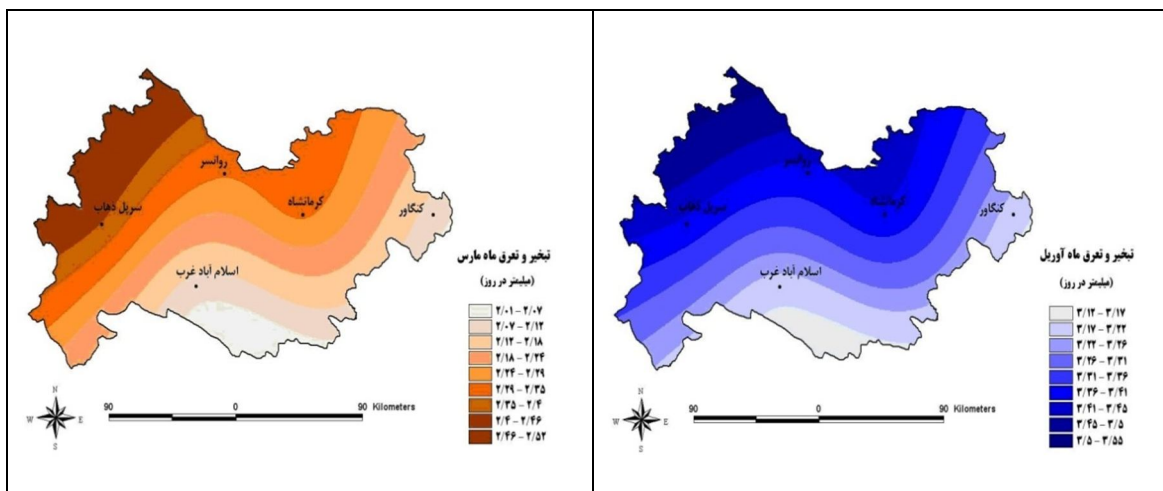 روانسر
کرمانشاه
سرپل ذهاب
کنگاور
اسلام آباد غرب
تبخیر و تعرق ماه مارس
(میلیمتر در روز)
۲/۰۱ - ۲/۰۷
۲/۰۷ - ۲/۱۲
۲/۱۲ - ۲/۱۸
۲/۱۸ - ۲/۲۴
۲/۲۴ - ۲/۲۹
۲/۲۹ - ۲/۳۵
۲/۳۵ - ۲/۴
۲/۴ - ۲/۴۶
۲/۴۶ - ۲/۵۲
N
W E
S
90 0 90 Kilometers
روانسر
کرمانشاه
سرپل ذهاب
کنگاور
اسلام آباد غرب
تبخیر و تعرق ماه آوریل
(میلیمتر در روز)
۳/۱۲ - ۳/۱۷
۳/۱۷ - ۳/۲۲
۳/۲۲ - ۳/۲۶
۳/۲۶ - ۳/۳۱
۳/۳۱ - ۳/۳۶
۳/۳۶ - ۳/۴۱
۳/۴۱ - ۳/۴۵
۳/۴۵ - ۳/۵
۳/۵ - ۳/۵۵
N
W E
S
90 0 90 Kilometers